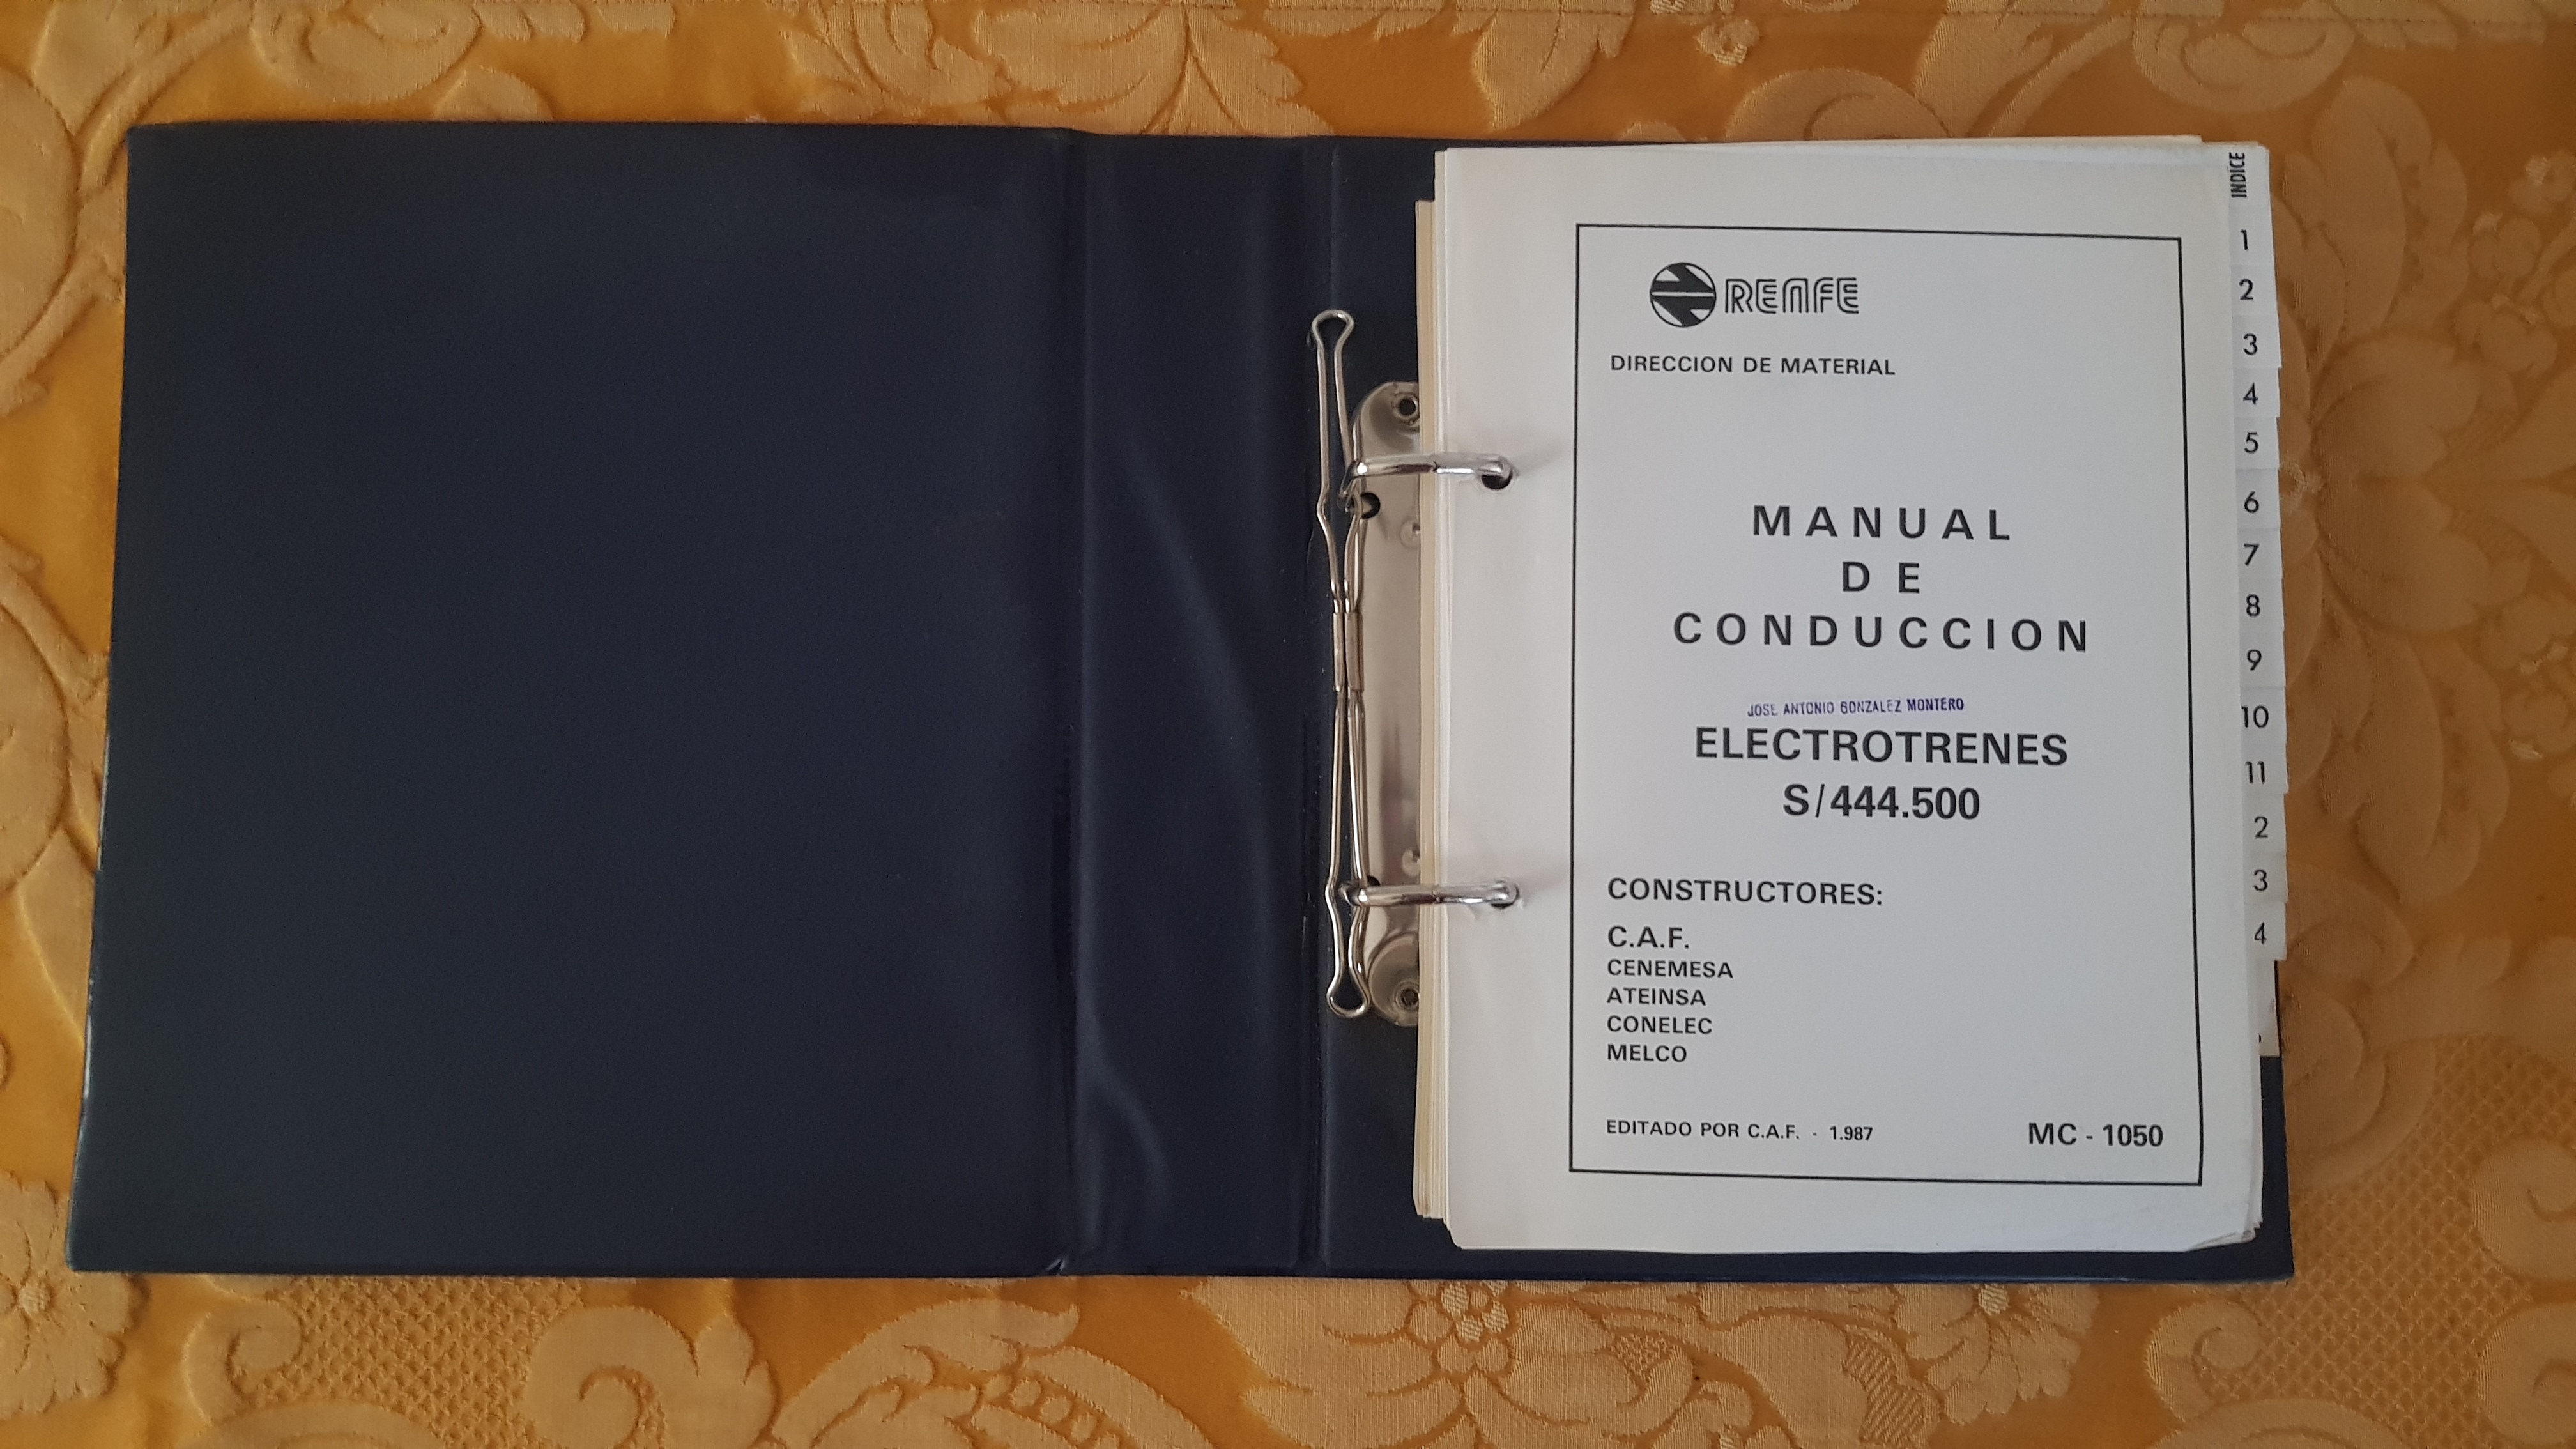 RENFE
DIRECCION DE MATERIAL
MANUAL
DE
CONDUCCION
JOSE ANTONIO GONZALEZ MONTERO
ELECTROTRENES
S/444.500
CONSTRUCTORES:
C.A.F.
CENEMESA
ATEINSA
CONELEC
MELCO
EDITADO POR C.A.F. - 1.987 MC - 1050
INDICE
1
2
3
4
5
6
7
8
9
10
11
2
3
4